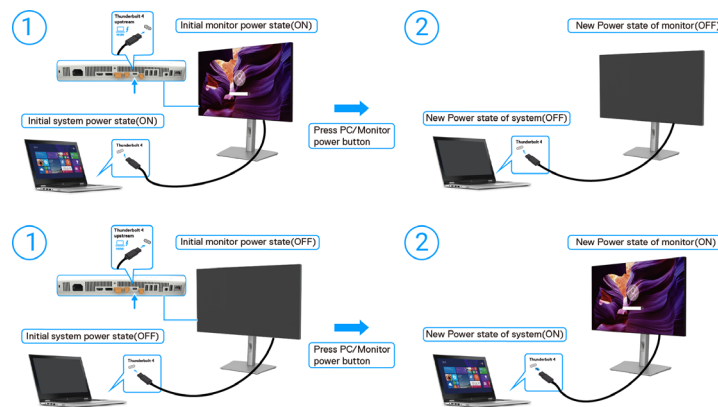 1
Thunderbolt 4
upstream
Initial monitor power state(ON)
Initial system power state(ON)
Thunderbolt 4
Press PC/Monitor
power button
2
New Power state of monitor(OFF)
New Power state of system(OFF)
Thunderbolt 4
1
Thunderbolt 4
upstream
Initial monitor power state(OFF)
Initial system power state(OFF)
Thunderbolt 4
Press PC/Monitor
power button
2
New Power state of monitor(ON)
New Power state of system(ON)
Thunderbolt 4